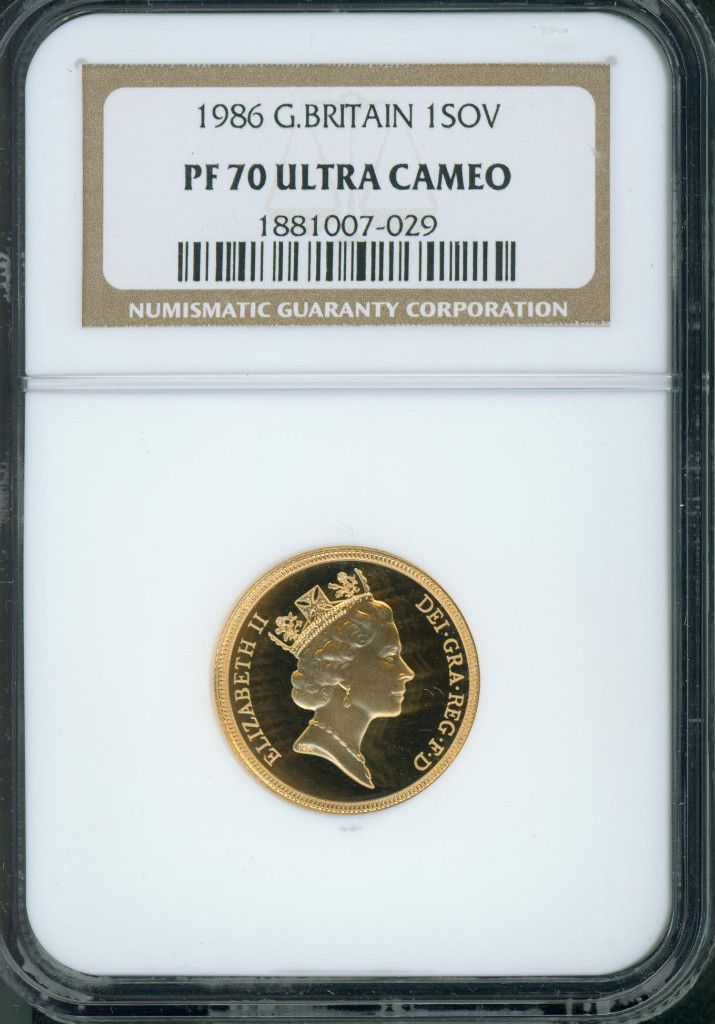 1986 G.BRITAIN 1SOV
PF 70 ULTRA CAMEO
1881007-029
NUMISMATIC GUARANTY CORPORATION
ELIZABETH II
DEI·GRA·REG·F·D